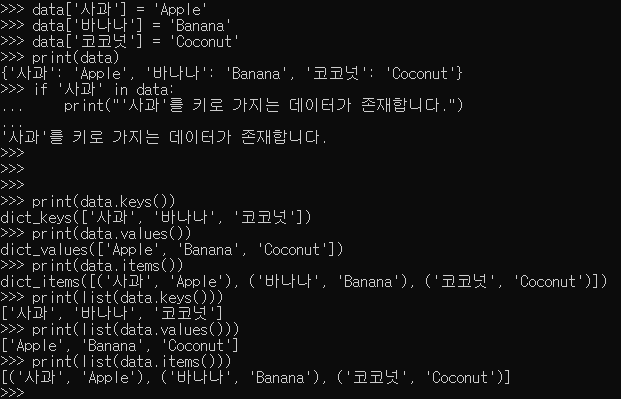 >>> data['사과'] = 'Apple'
>>> data['바나나'] = 'Banana'
>>> data['코코넛'] = 'Coconut'
>>> print(data)
{'사과': 'Apple', '바나나': 'Banana', '코코넛': 'Coconut'}
>>> if '사과' in data:
...     print("'사과'를 키로 가지는 데이터가 존재합니다.")
...
'사과'를 키로 가지는 데이터가 존재합니다.
>>>
>>>
>>>
>>> print(data.keys())
dict_keys(['사과', '바나나', '코코넛'])
>>> print(data.values())
dict_values(['Apple', 'Banana', 'Coconut'])
>>> print(data.items())
dict_items([('사과', 'Apple'), ('바나나', 'Banana'), ('코코넛', 'Coconut')])
>>> print(list(data.keys()))
['사과', '바나나', '코코넛']
>>> print(list(data.values()))
['Apple', 'Banana', 'Coconut']
>>> print(list(data.items()))
[('사과', 'Apple'), ('바나나', 'Banana'), ('코코넛', 'Coconut')]
>>>